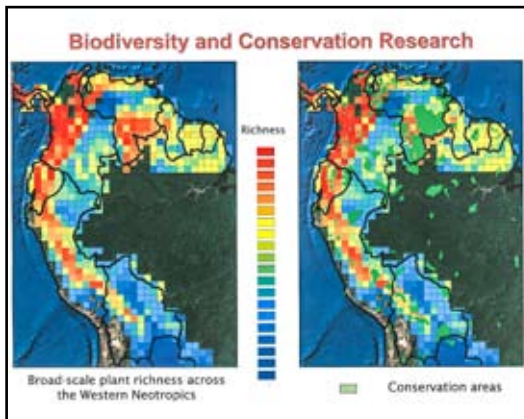 Biodiversity and Conservation Research
Richness
Broad-scale plant richness across
the Western Neotropics
Conservation areas